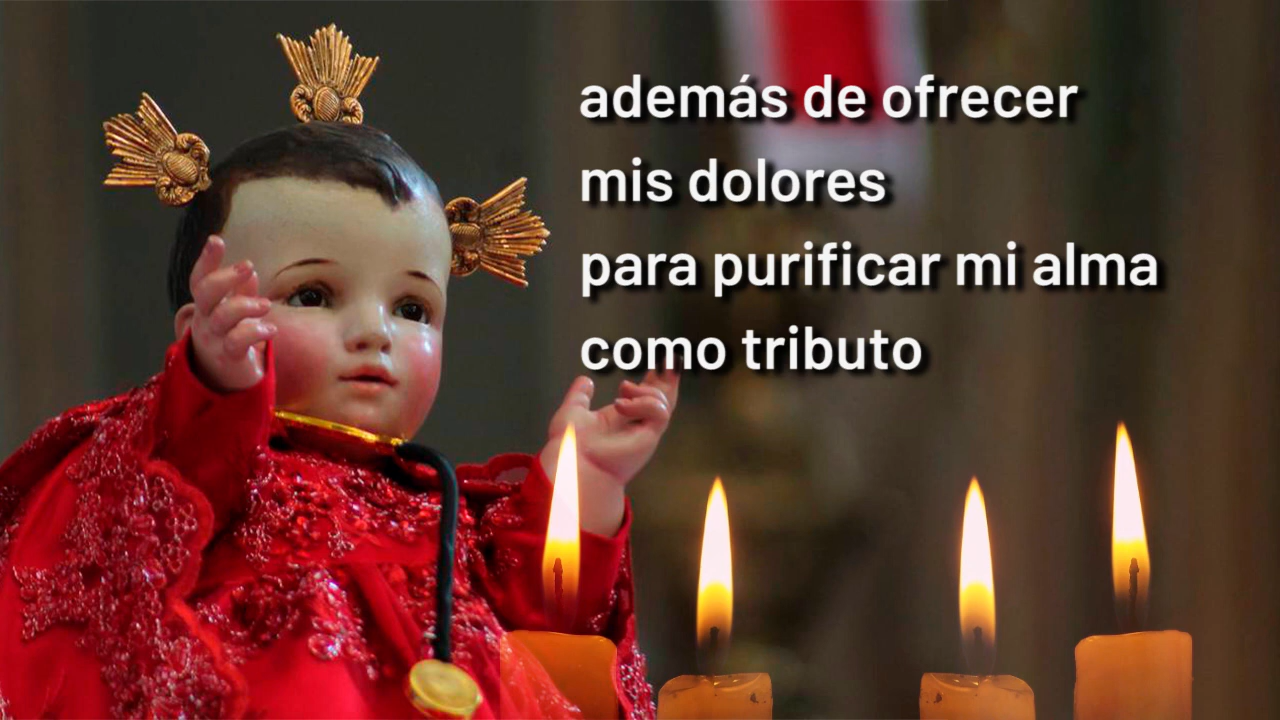 además de ofrecer
mis dolores
para purificar mi alma
como tributo